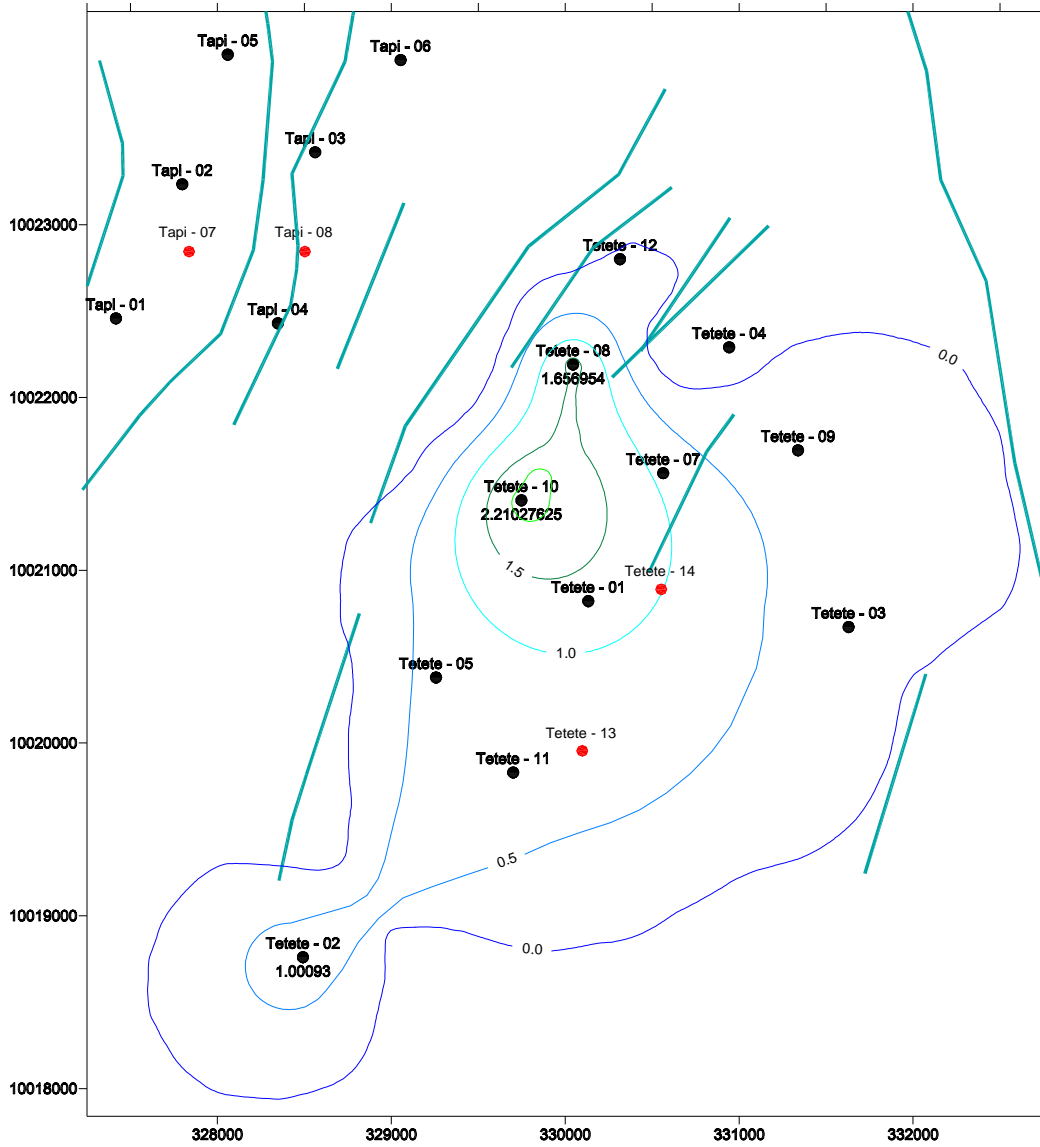 Tapi - 05
Tapi - 06
Tapi - 03
Tapi - 02
10023000
Tapi - 07
Tapi - 08
Tetete - 12
Tapi - 01
Tapi - 04
Tetete - 04
0.0
Tetete - 08
1.656954
10022000
Tetete - 09
Tetete - 07
Tetete - 10
2.21027625
1.5
10021000
Tetete - 14
Tetete - 01
Tetete - 03
1.0
Tetete - 05
10020000
Tetete - 13
Tetete - 11
0.5
10019000
Tetete - 02
1.00093
0.0
10018000
328000
329000
330000
331000
332000